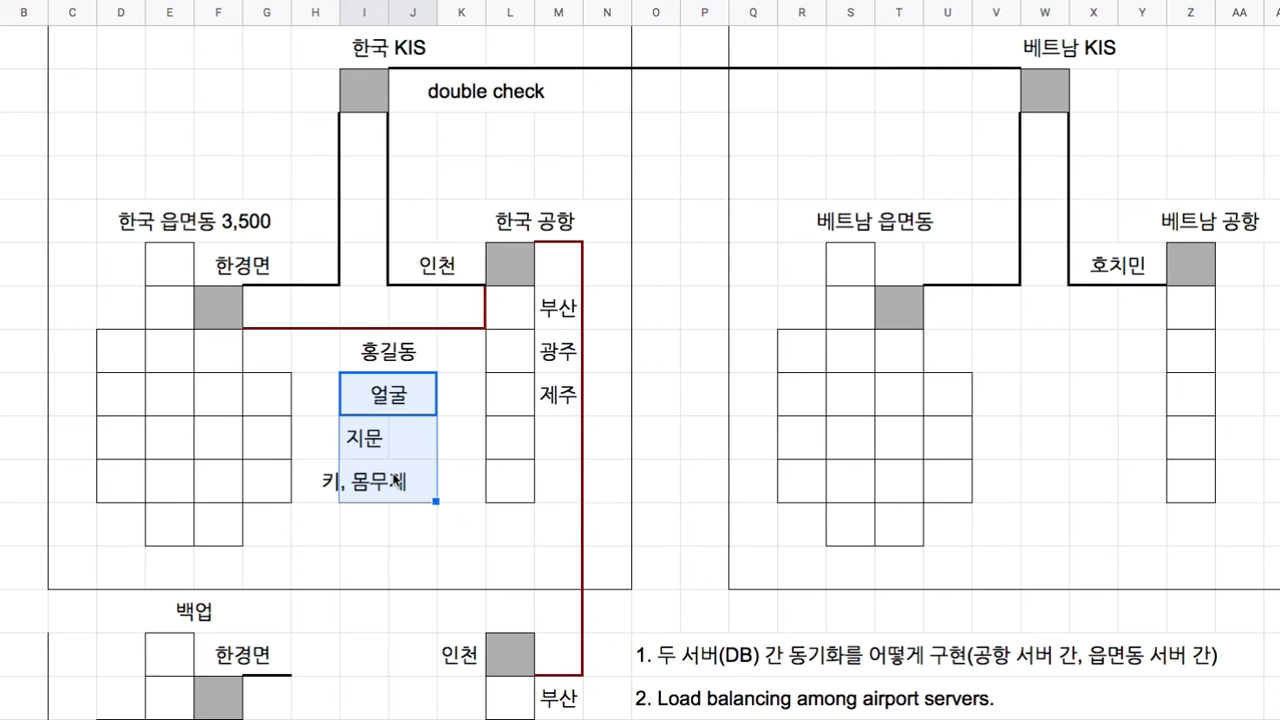 B C D E F G H I J K L M N O P Q R S T U V W X Y Z AA
한국 KIS 베트남 KIS
double check
한국 읍면동 3,500 한국 공항 베트남 읍면동 베트남 공항
한경면 인천 호치민
부산
홍길동 광주
얼굴 제주
지문
키, 몸무게
백업
한경면 인천 1. 두 서버(DB) 간 동기화를 어떻게 구현(공항 서버 간, 읍면동 서버 간)
부산 2. Load balancing among airport servers.